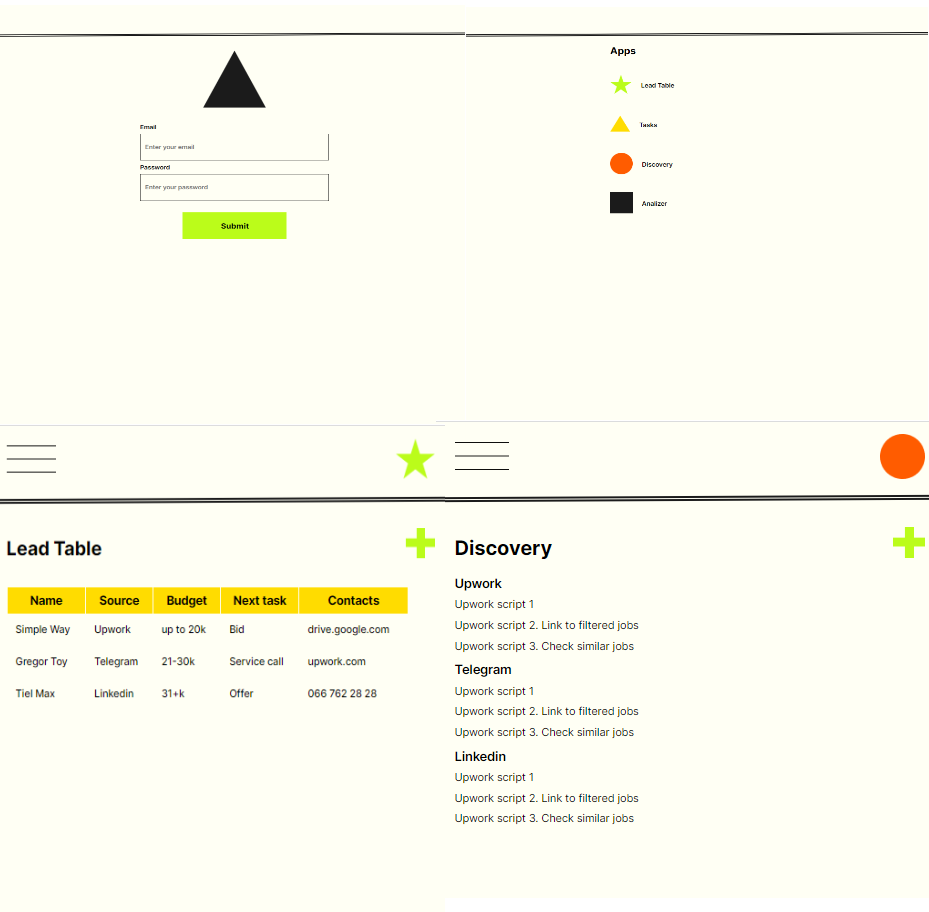 Email
Enter your email
Password
Enter your password
Submit
Apps
Lead Table
Tasks
Discovery
Analizer
Lead Table
Name Source Budget Next task Contacts
Simple Way Upwork up to 20k Bid drive.google.com
Gregor Toy Telegram 21-30k Service call upwork.com
Tiel Max Linkedin 31+k Offer 066 762 28 28
Discovery
Upwork
Upwork script 1
Upwork script 2. Link to filtered jobs
Upwork script 3. Check similar jobs
Telegram
Upwork script 1
Upwork script 2. Link to filtered jobs
Upwork script 3. Check similar jobs
Linkedin
Upwork script 1
Upwork script 2. Link to filtered jobs
Upwork script 3. Check similar jobs